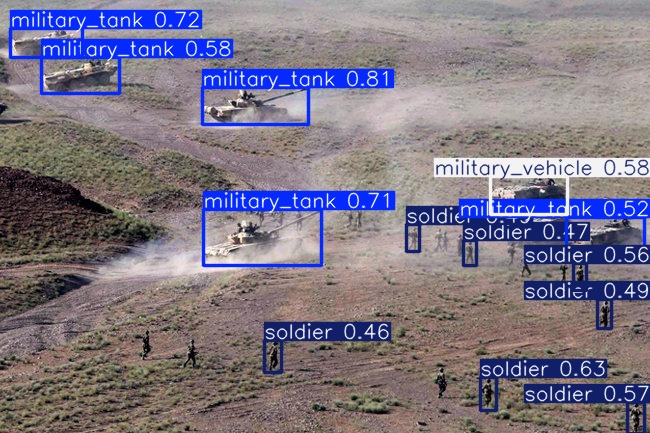 military_tank 0.72
military_tank 0.58
military_tank 0.81
military_vehicle 0.58
military_tank 0.71
military_tank 0.52
soldier
soldier 0.47
soldier 0.56
soldier 0.49
soldier 0.46
soldier 0.63
soldier 0.57